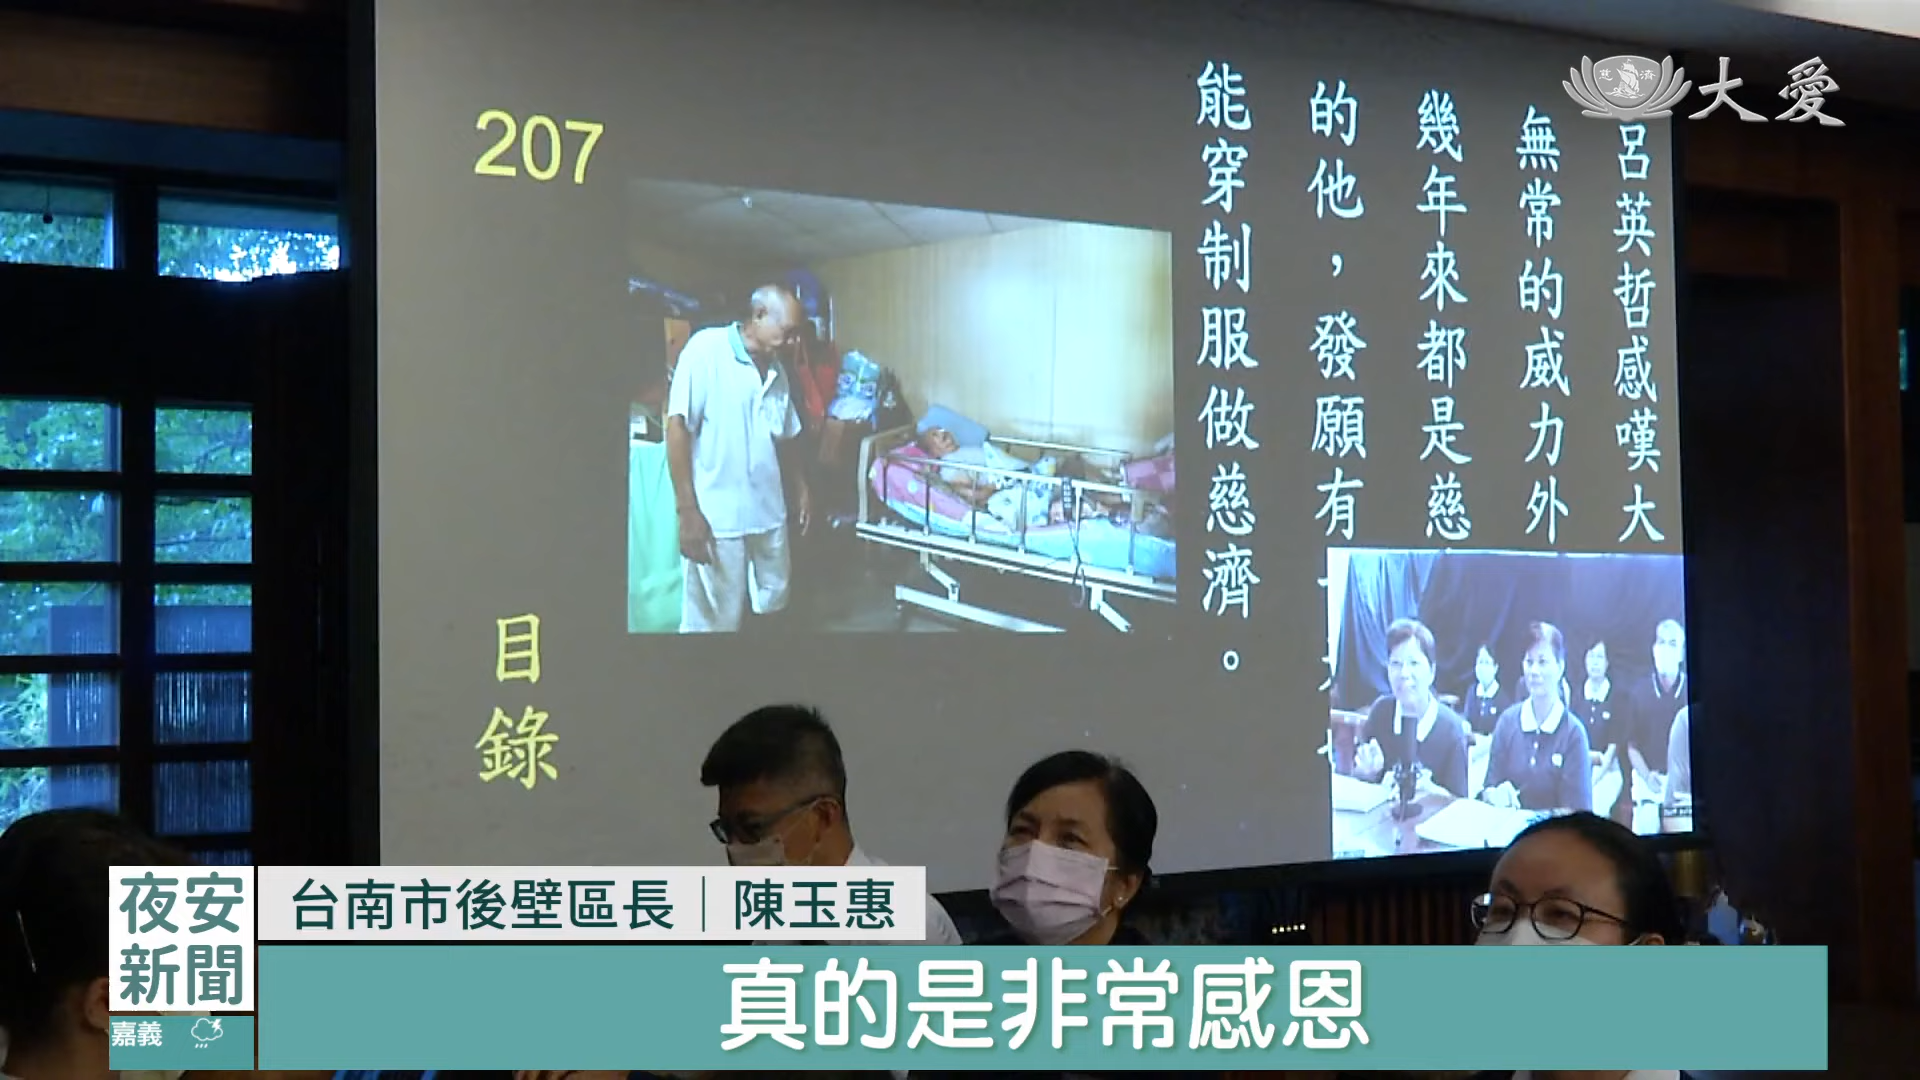 慈濟
大愛
207
目錄
呂英哲感嘆大
無常的威力外
幾年來都是慈
的他，發願有
能穿制服做慈濟。
夜安
新聞
嘉義
台南市後壁區長｜陳玉惠
真的是非常感恩